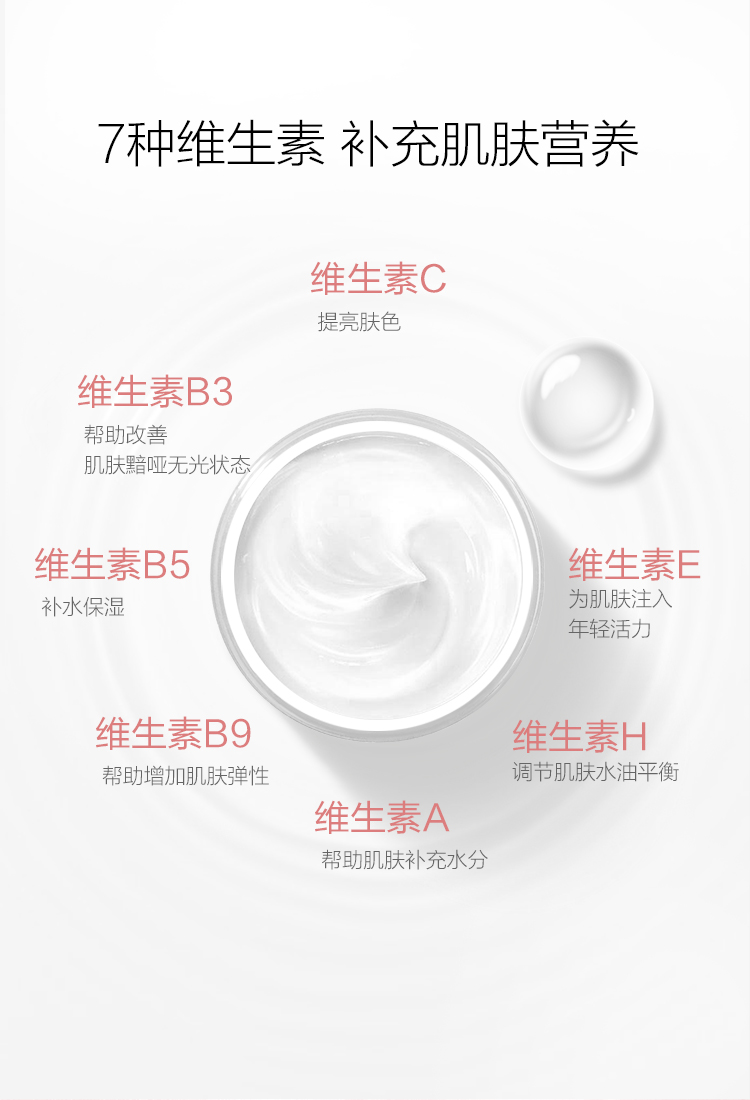 7种维生素 补充肌肤营养
维生素C
提亮肤色
维生素B3
帮助改善
肌肤黯哑无光状态
维生素B5
补水保湿
维生素E
为肌肤注入
年轻活力
维生素B9
帮助增加肌肤弹性
维生素H
调节肌肤水油平衡
维生素A
帮助肌肤补充水分